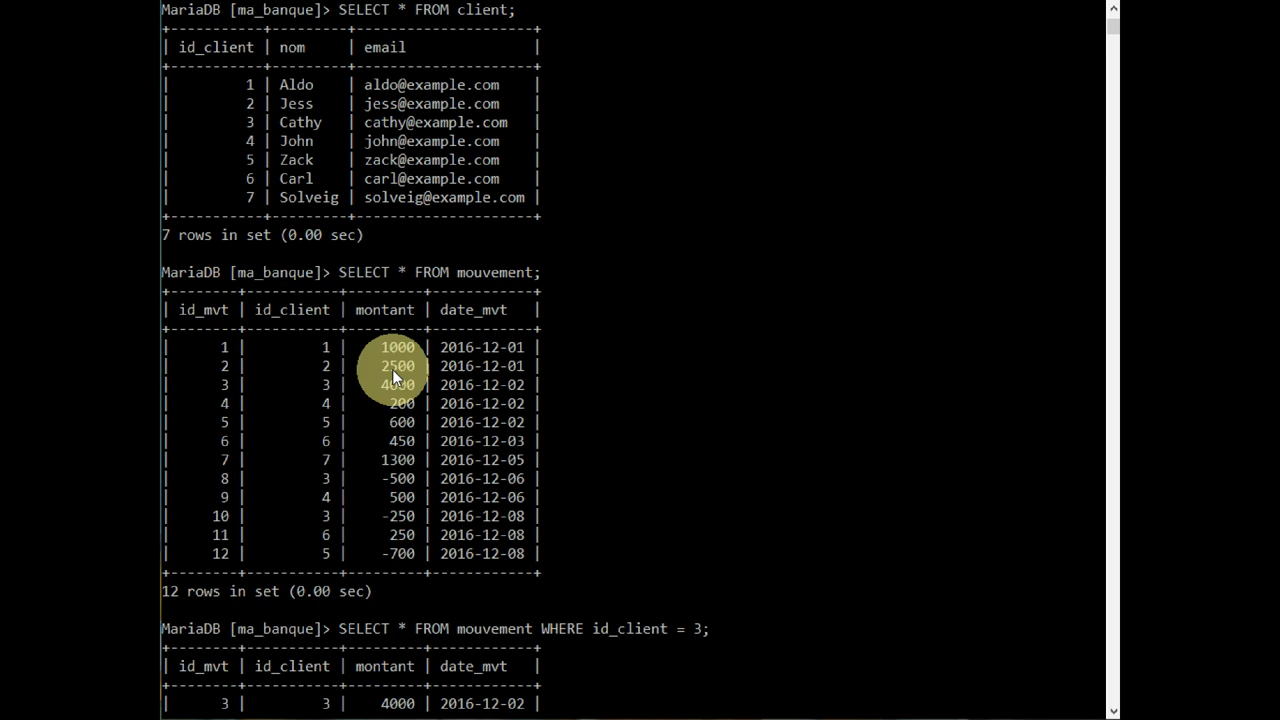 MariaDB [ma_banque]> SELECT * FROM client;
+-----------+---------+---------------------+
| id_client | nom     | email               |
+-----------+---------+---------------------+
|         1 | Aldo    | aldo@example.com    |
|         2 | Jess    | jess@example.com    |
|         3 | Cathy   | cathy@example.com   |
|         4 | John    | john@example.com    |
|         5 | Zack    | zack@example.com    |
|         6 | Carl    | carl@example.com    |
|         7 | Solveig | solveig@example.com |
+-----------+---------+---------------------+
7 rows in set (0.00 sec)
MariaDB [ma_banque]> SELECT * FROM mouvement;
+--------+-----------+---------+------------+
| id_mvt | id_client | montant | date_mvt   |
+--------+-----------+---------+------------+
|      1 |         1 |    1000 | 2016-12-01 |
|      2 |         2 |    2500 | 2016-12-01 |
|      3 |         3 |    4000 | 2016-12-02 |
|      4 |         4 |     200 | 2016-12-02 |
|      5 |         5 |     600 | 2016-12-02 |
|      6 |         6 |     450 | 2016-12-03 |
|      7 |         7 |    1300 | 2016-12-05 |
|      8 |         3 |    -500 | 2016-12-06 |
|      9 |         4 |     500 | 2016-12-06 |
|     10 |         3 |    -250 | 2016-12-08 |
|     11 |         6 |     250 | 2016-12-08 |
|     12 |         5 |    -700 | 2016-12-08 |
+--------+-----------+---------+------------+
12 rows in set (0.00 sec)
MariaDB [ma_banque]> SELECT * FROM mouvement WHERE id_client = 3;
+--------+-----------+---------+------------+
| id_mvt | id_client | montant | date_mvt   |
+--------+-----------+---------+------------+
|      3 |         3 |    4000 | 2016-12-02 |